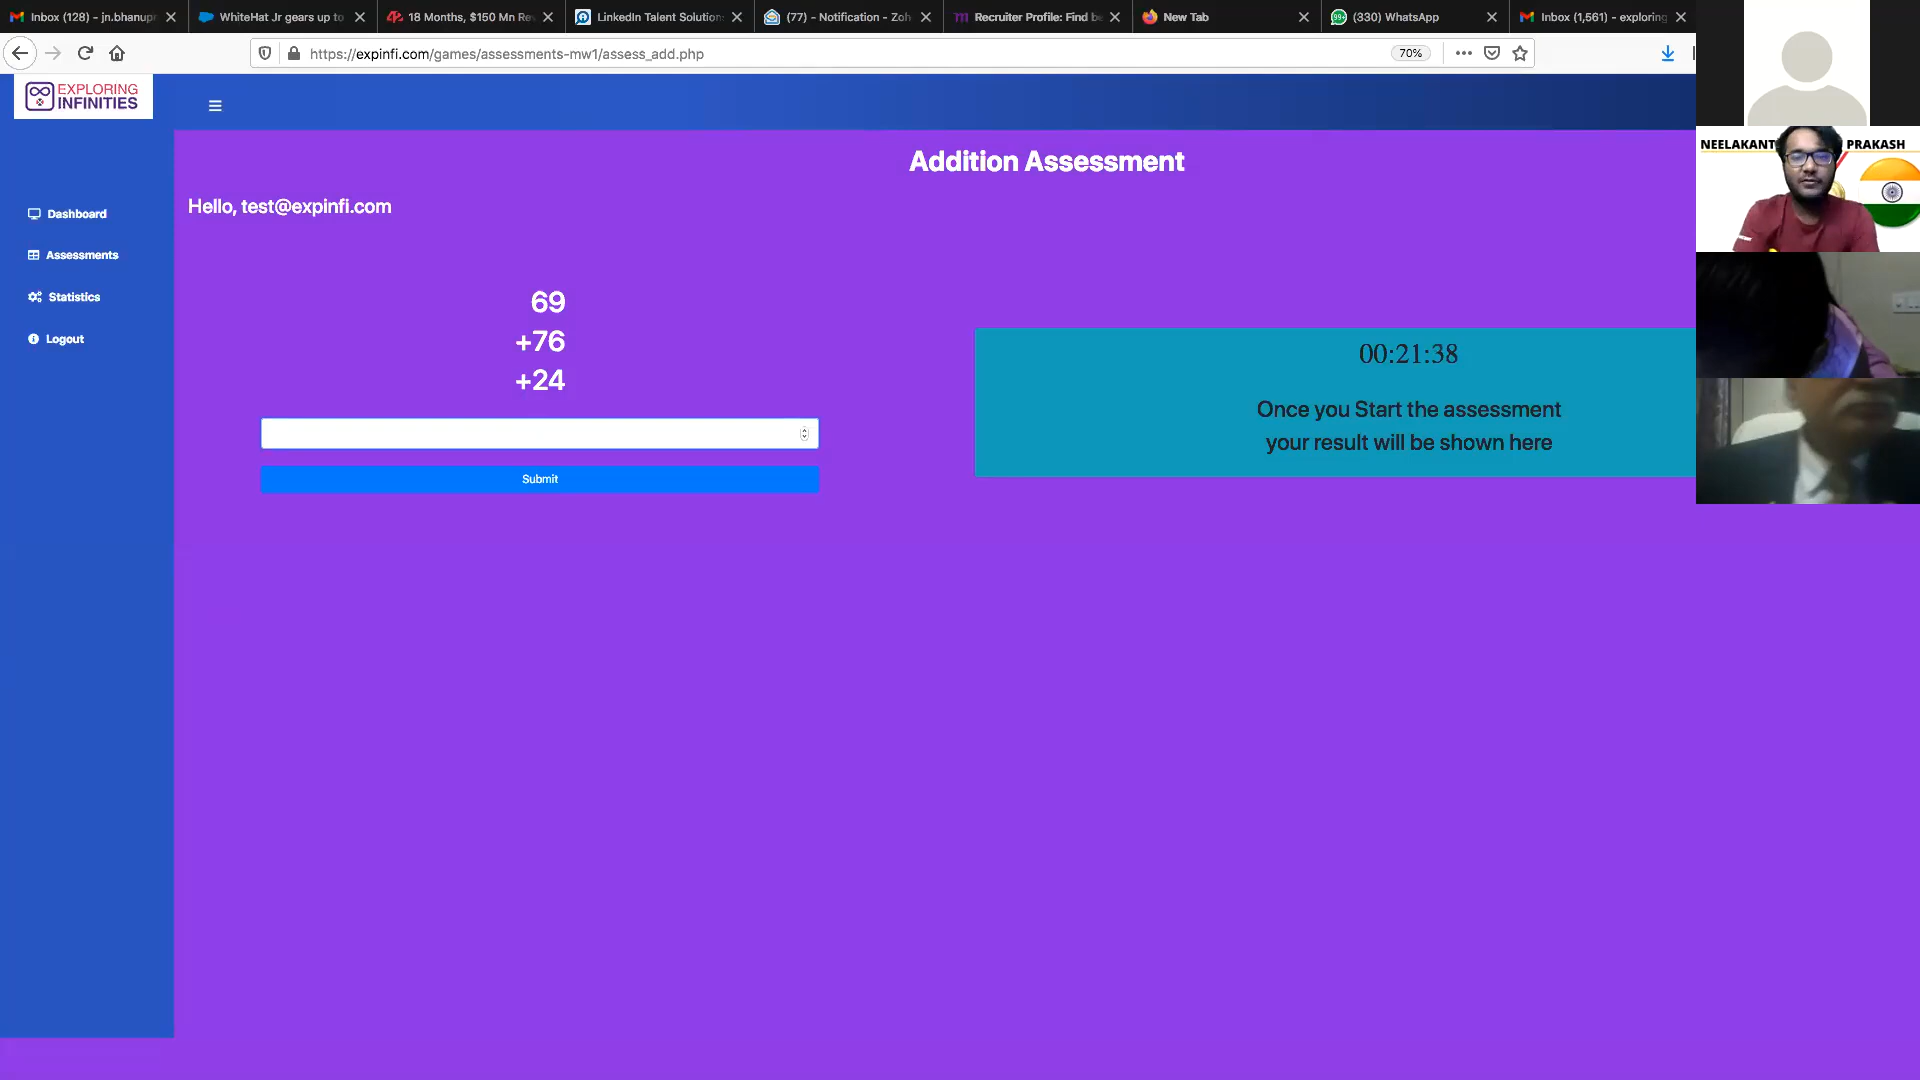 Inbox (128) - jn.bhanupr
WhiteHat Jr gears up to
18 Months, $150 Mn Re
LinkedIn Talent Solution
(77) - Notification - Zoh
Recruiter Profile: Find be
New Tab
99+
(330) WhatsApp
Inbox (1,561) - exploring
https://expinfi.com/games/assessments-mw1/assess_add.php
70%
EXPLORING
INFINITIES
NEELAKANT PRAKASH
Addition Assessment
Hello, test@expinfi.com
Dashboard
Assessments
Statistics
Logout
69
+76
+24
Submit
00:21:38
Once you Start the assessment
your result will be shown here